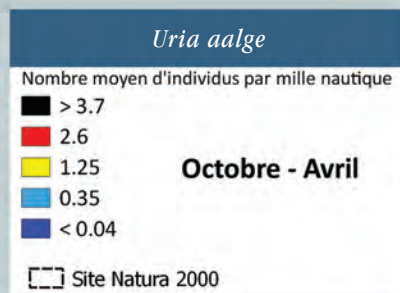 Uria aalge
Nombre moyen d'individus par mille nautique
> 3.7
2.6
1.25
Octobre - Avril
0.35
< 0.04
Site Natura 2000